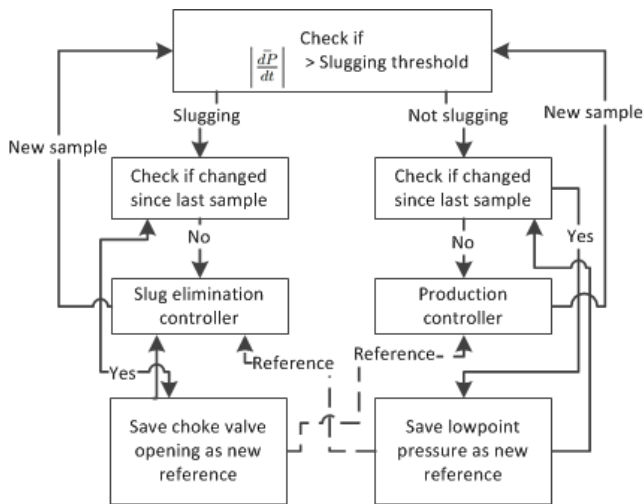 Check if
|dP̄/dt| > Slugging threshold
Slugging
Not slugging
New sample
New sample
Check if changed
since last sample
Check if changed
since last sample
No
No
Yes
Slug elimination
controller
Production
controller
Reference
Reference
Yes
Save choke valve
opening as new
reference
Save lowpoint
pressure as new
reference